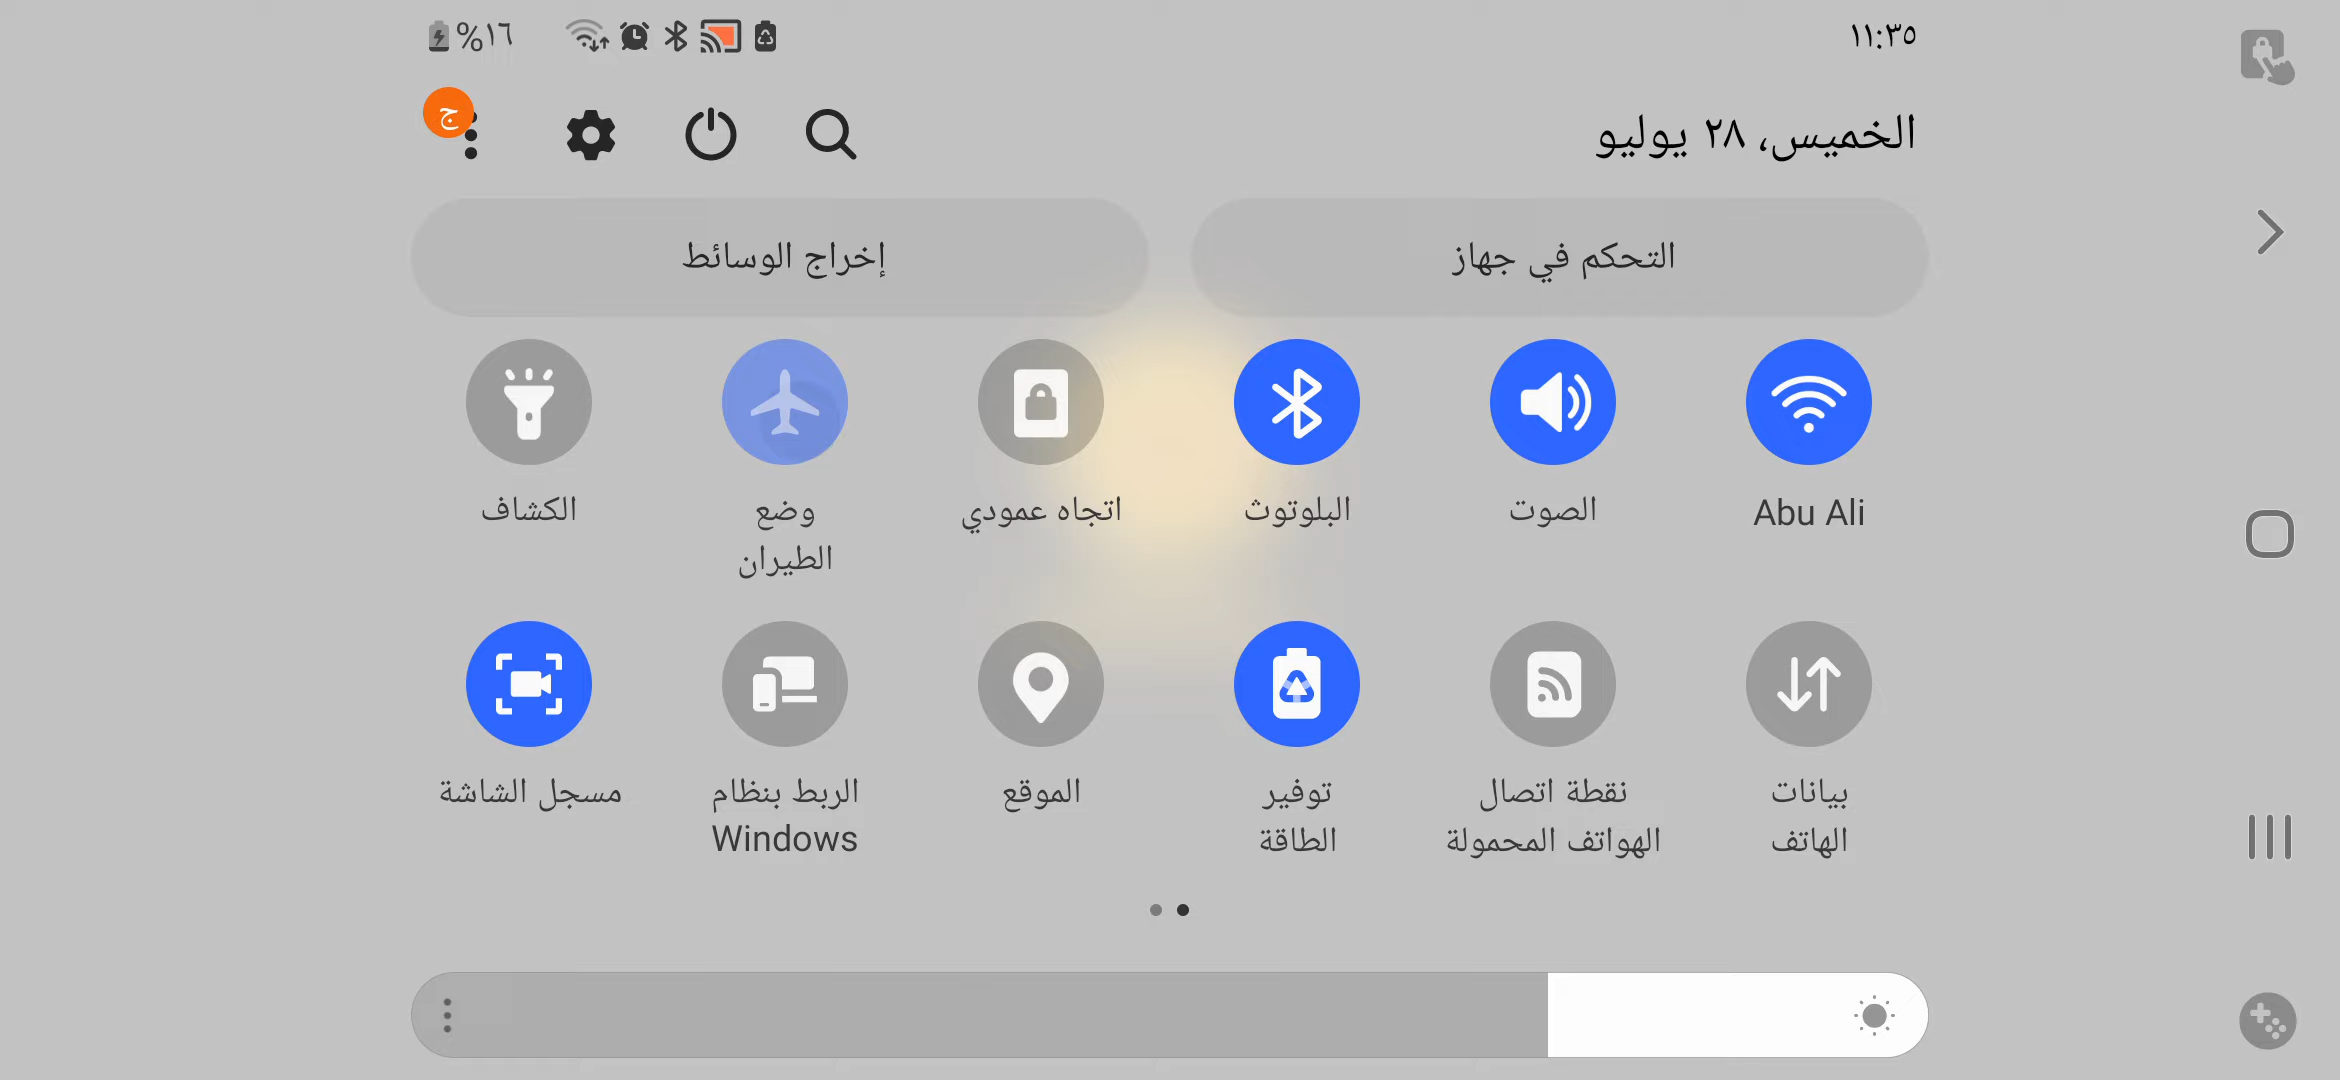 ١١:٣٥
%١٦
الخميس، ٢٨ يوليو
ج
التحكم في جهاز
إخراج الوسائط
Abu Ali
الصوت
البلوتوث
اتجاه عمودي
وضع
الطيران
الكشاف
بيانات
الهاتف
نقطة اتصال
الهواتف المحمولة
توفير
الطاقة
الموقع
الربط بنظام
Windows
مسجل الشاشة